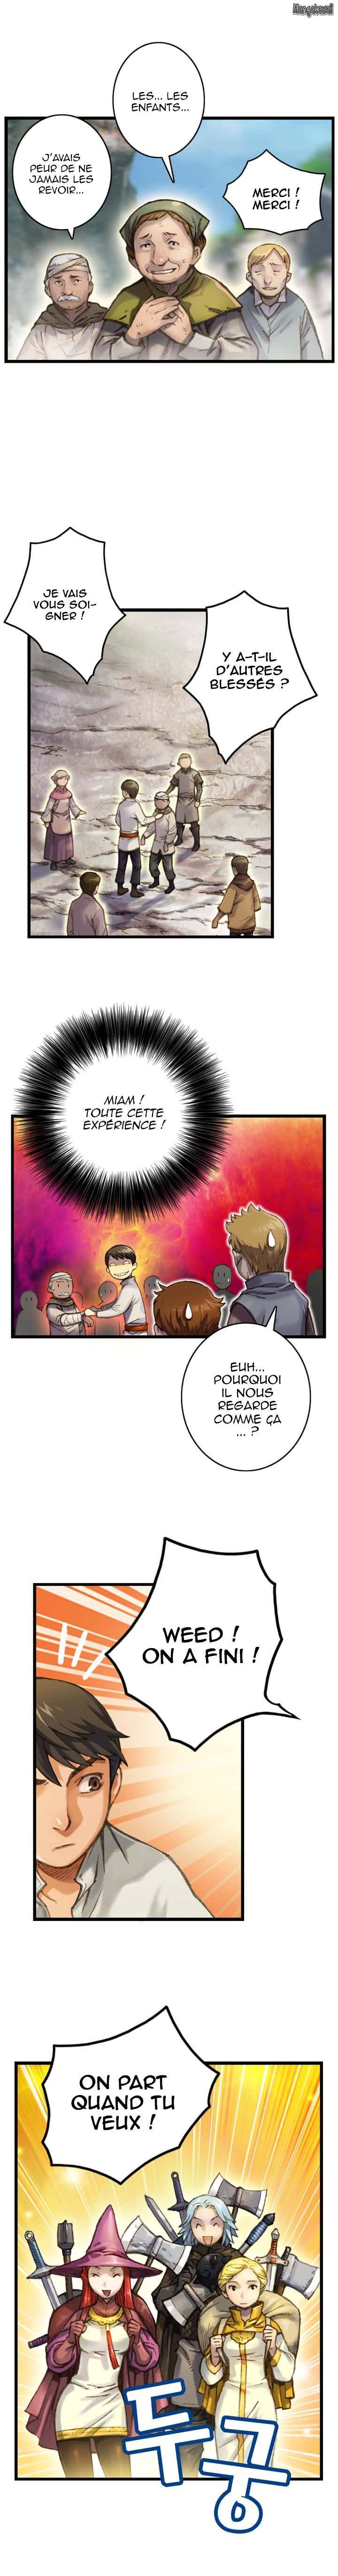 LES... LES
ENFANTS...
J'AVAIS
PEUR DE NE
JAMAIS LES
REVOIR...
MERCI !
MERCI !
JE VAIS
VOUS SOI-
GNER !
Y A-T-IL
D'AUTRES
BLESSÉS ?
MIAM !
TOUTE CETTE
EXPÉRIENCE !
EUH...
POURQUOI
IL NOUS
REGARDE
COMME ÇA
... ?
WEED !
ON A FINI !
ON PART
QUAND TU
VEUX !
두궁